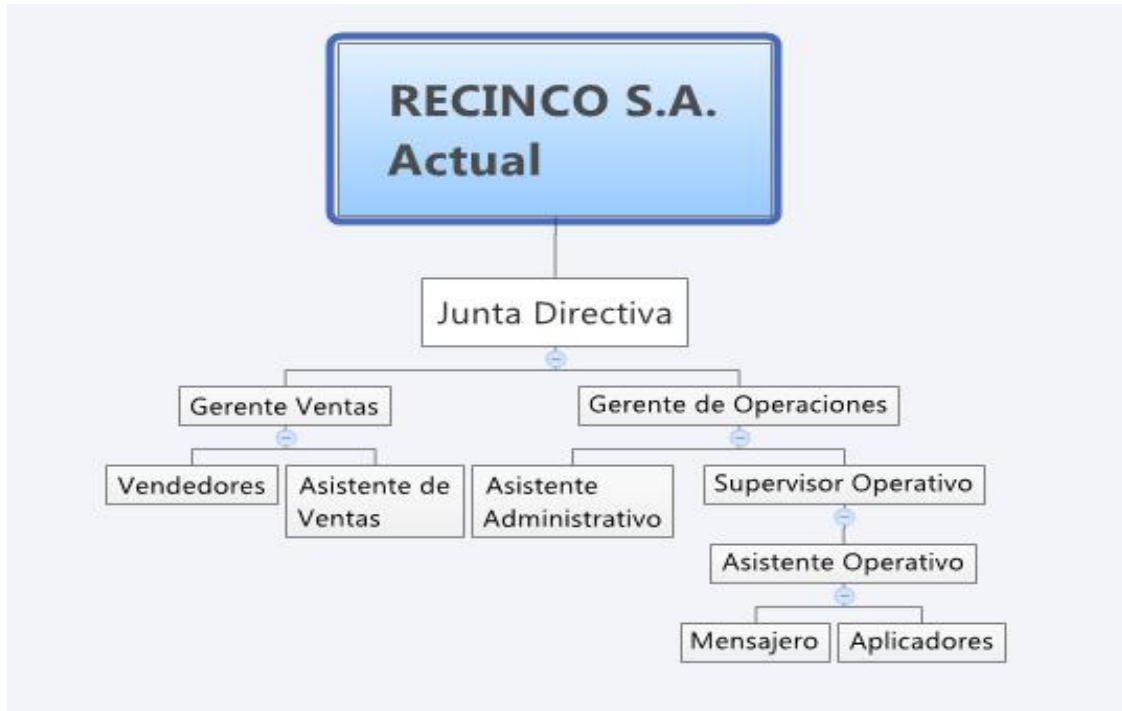 RECINCO S.A.
Actual
Junta Directiva
Gerente Ventas
Gerente de Operaciones
Vendedores
Asistente de
Ventas
Asistente
Administrativo
Supervisor Operativo
Asistente Operativo
Mensajero
Aplicadores